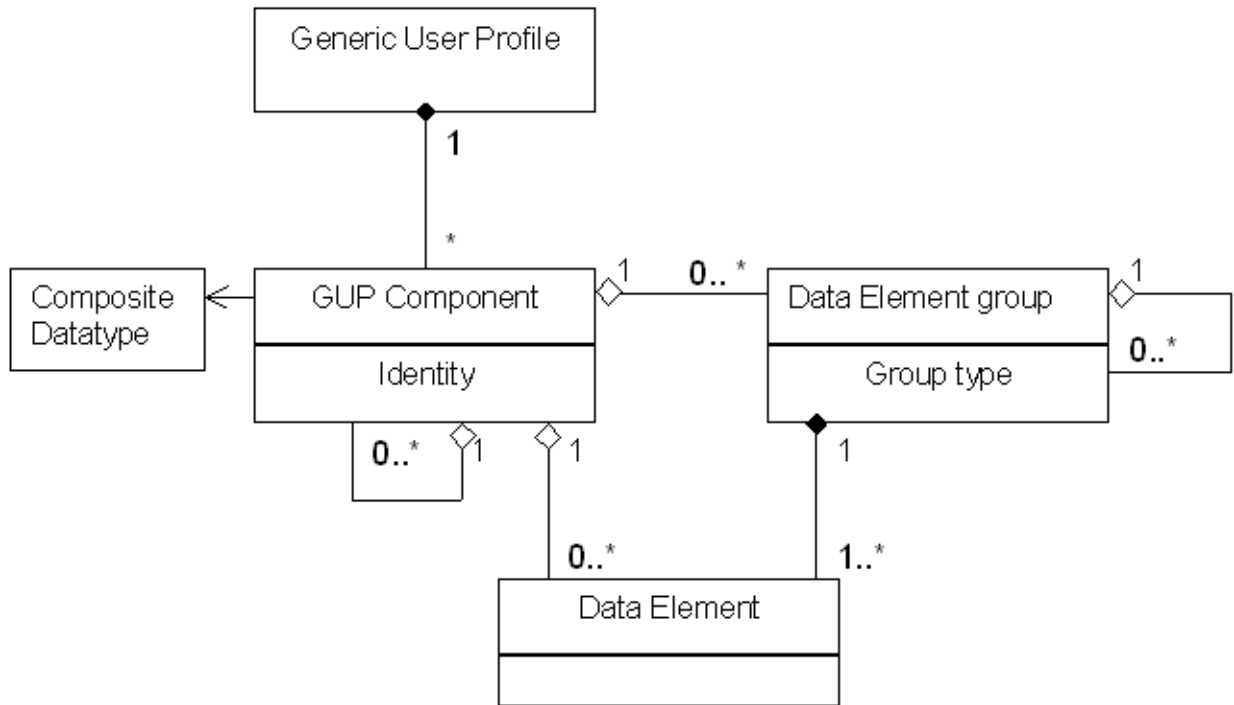 Generic User Profile
1
*
Composite
Datatype
GUP Component
Identity
1
0..*
Data Element group
Group type
1
0..*
0..*
1
1
1
0..*
1..*
Data Element